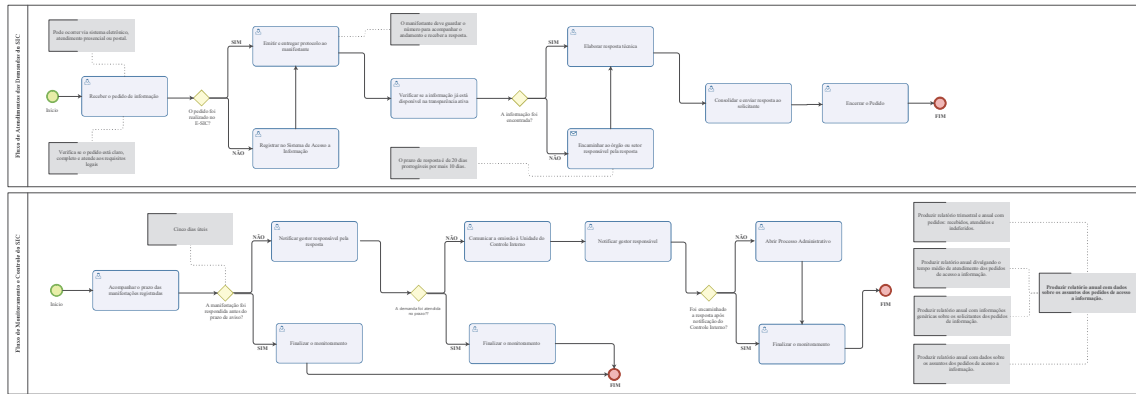 Fluxo de Atendimentos das Demandas do SIC
Pode ocorrer via sistema eletrônico,
atendimento presencial ou postal.
Início
Receber o pedido de informação
Verifica se o pedido está claro,
completo e atende aos requisitos
legais
O pedido foi
realizado no
E-SIC?
SIM
NÃO
Emitir e entregar protocolo ao
manifestante
Registrar no Sistema de Acesso a
Informação
O manifestante deve guardar o
número para acompanhar o
andamento e receber a resposta.
Verificar se a informação já está
disponível na transparência ativa
A informação foi
encontrada?
SIM
NÃO
Elaborar resposta técnica
Encaminhar ao órgão ou setor
responsável pela resposta
O prazo de resposta é de 20 dias
prorrogáveis por mais 10 dias.
Consolidar e enviar resposta ao
solicitante
Encerrar o Pedido
FIM
Fluxo de Monitoramento e Controle do SIC
Início
Acompanhar o prazo das
manifestações registradas
Cinco dias úteis
A manifestação foi
respondida antes do
prazo de aviso?
NÃO
SIM
Notificar gestor responsável pela
resposta
Finalizar o monitoramento
A demanda foi atendida
no prazo?
NÃO
SIM
Comunicar a omissão à Unidade de
Controle Interno
Finalizar o monitoramento
FIM
Notificar gestor responsável
Foi encaminhado
a resposta após
notificação do
Controle Interno?
NÃO
SIM
Abrir Processo Administrativo
Finalizar o monitoramento
FIM
Produzir relatório trimestral e anual com
pedidos recebidos, atendidos e
indeferidos.
Produzir relatório anual divulgando o
tempo médio de atendimento dos pedidos
de acesso a informação.
Produzir relatório anual com informações
genéricas sobre os solicitantes dos pedidos
de informação.
Produzir relatório anual com dados sobre
os assuntos dos pedidos de acesso a
informação.
Produzir relatório anual com dados
sobre os assuntos dos pedidos de acesso
a informação.